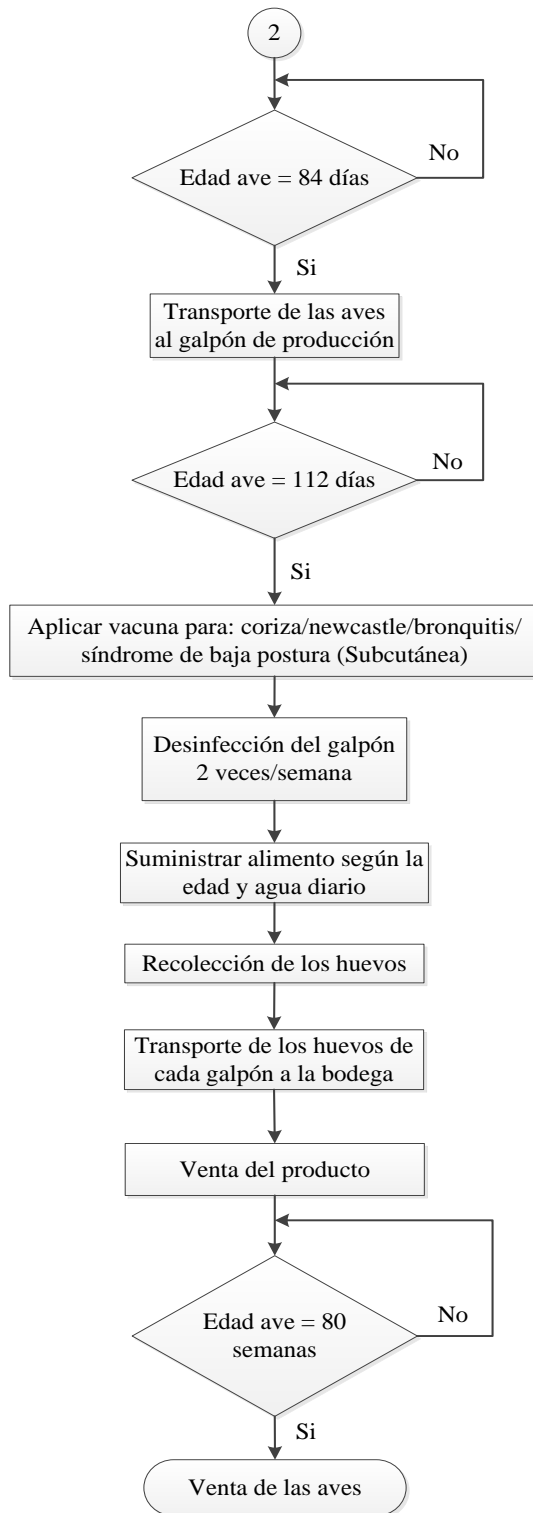 2
No
Edad ave = 84 días
Si
Transporte de las aves
al galpón de producción
No
Edad ave = 112 días
Si
Aplicar vacuna para: coriza/newcastle/bronquitis/
síndrome de baja postura (Subcutánea)
Desinfección del galpón
2 veces/semana
Suministrar alimento según la
edad y agua diario
Recolección de los huevos
Transporte de los huevos de
cada galpón a la bodega
Venta del producto
No
Edad ave = 80
semanas
Si
Venta de las aves